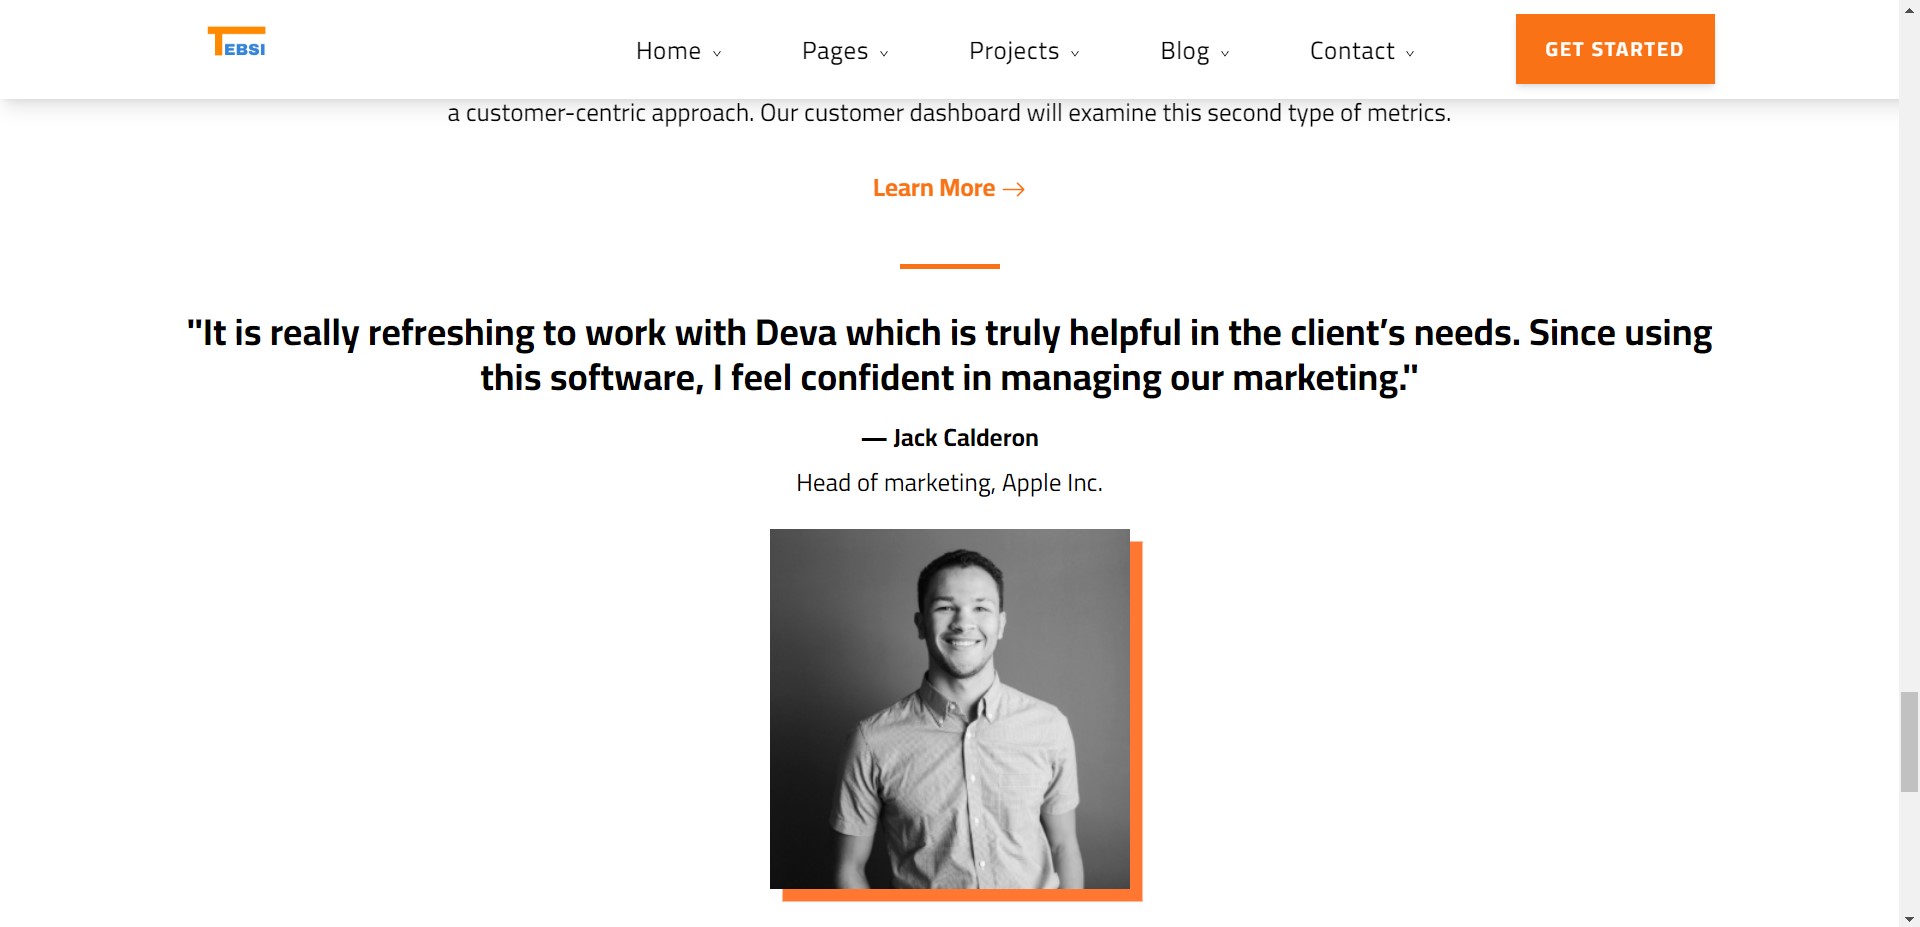 TEBSI
Home
Pages
Projects
Blog
Contact
GET STARTED
a customer-centric approach. Our customer dashboard will examine this second type of metrics.
Learn More →
"It is really refreshing to work with Deva which is truly helpful in the client’s needs. Since using
this software, I feel confident in managing our marketing."
— Jack Calderon
Head of marketing, Apple Inc.